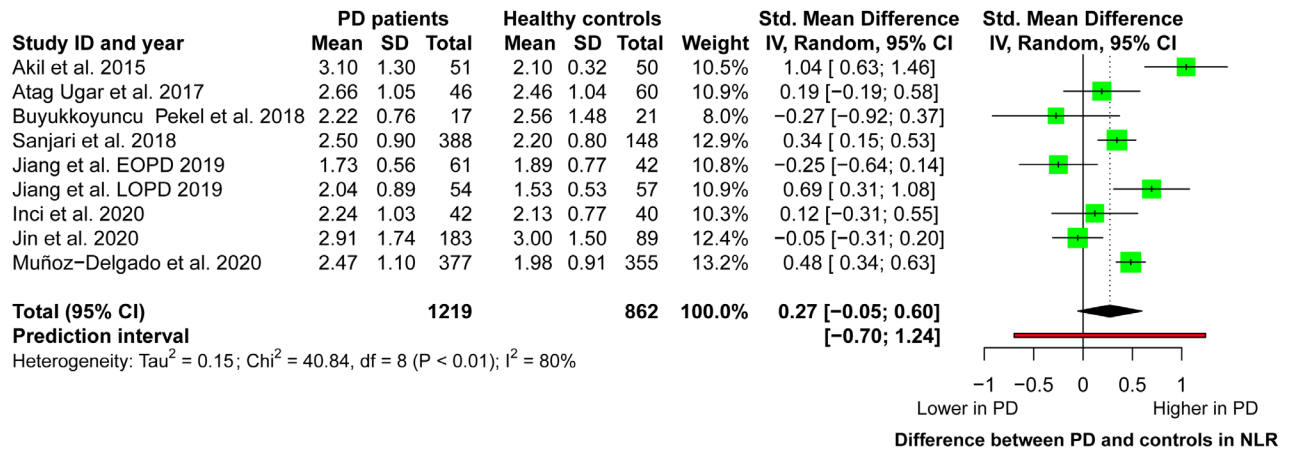 PD patients Healthy controls Std. Mean Difference Std. Mean Difference
Study ID and year Mean SD Total Mean SD Total Weight IV, Random, 95% CI IV, Random, 95% CI
Akil et al. 2015 3.10 1.30 51 2.10 0.32 50 10.5% 1.04 [ 0.63; 1.46]
Atag Ugar et al. 2017 2.66 1.05 46 2.46 1.04 60 10.9% 0.19 [−0.19; 0.58]
Buyukkoyuncu Pekel et al. 2018 2.22 0.76 17 2.56 1.48 21 8.0% −0.27 [−0.92; 0.37]
Sanjari et al. 2018 2.50 0.90 388 2.20 0.80 148 12.9% 0.34 [ 0.15; 0.53]
Jiang et al. EOPD 2019 1.73 0.56 61 1.89 0.77 42 10.8% −0.25 [−0.64; 0.14]
Jiang et al. LOPD 2019 2.04 0.89 54 1.53 0.53 57 10.9% 0.69 [ 0.31; 1.08]
Inci et al. 2020 2.24 1.03 42 2.13 0.77 40 10.3% 0.12 [−0.31; 0.55]
Jin et al. 2020 2.91 1.74 183 3.00 1.50 89 12.4% −0.05 [−0.31; 0.20]
Muñoz−Delgado et al. 2020 2.47 1.10 377 1.98 0.91 355 13.2% 0.48 [ 0.34; 0.63]
Total (95% CI) 1219 862 100.0% 0.27 [−0.05; 0.60]
Prediction interval [−0.70; 1.24]
Heterogeneity: Tau² = 0.15; Chi² = 40.84, df = 8 (P < 0.01); I² = 80%
−1 −0.5 0 0.5 1
Lower in PD Higher in PD
Difference between PD and controls in NLR